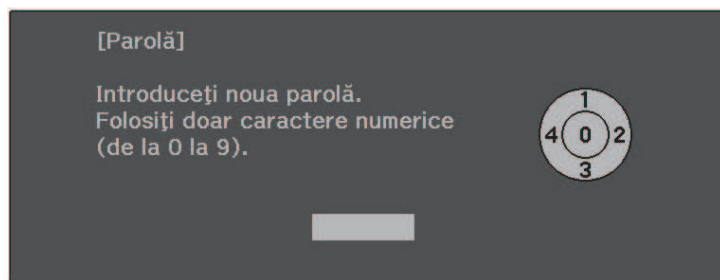 [Parolă]
Introduceţi noua parolă.
Folosiţi doar caractere numerice
(de la 0 la 9).
1
4 0 2
3